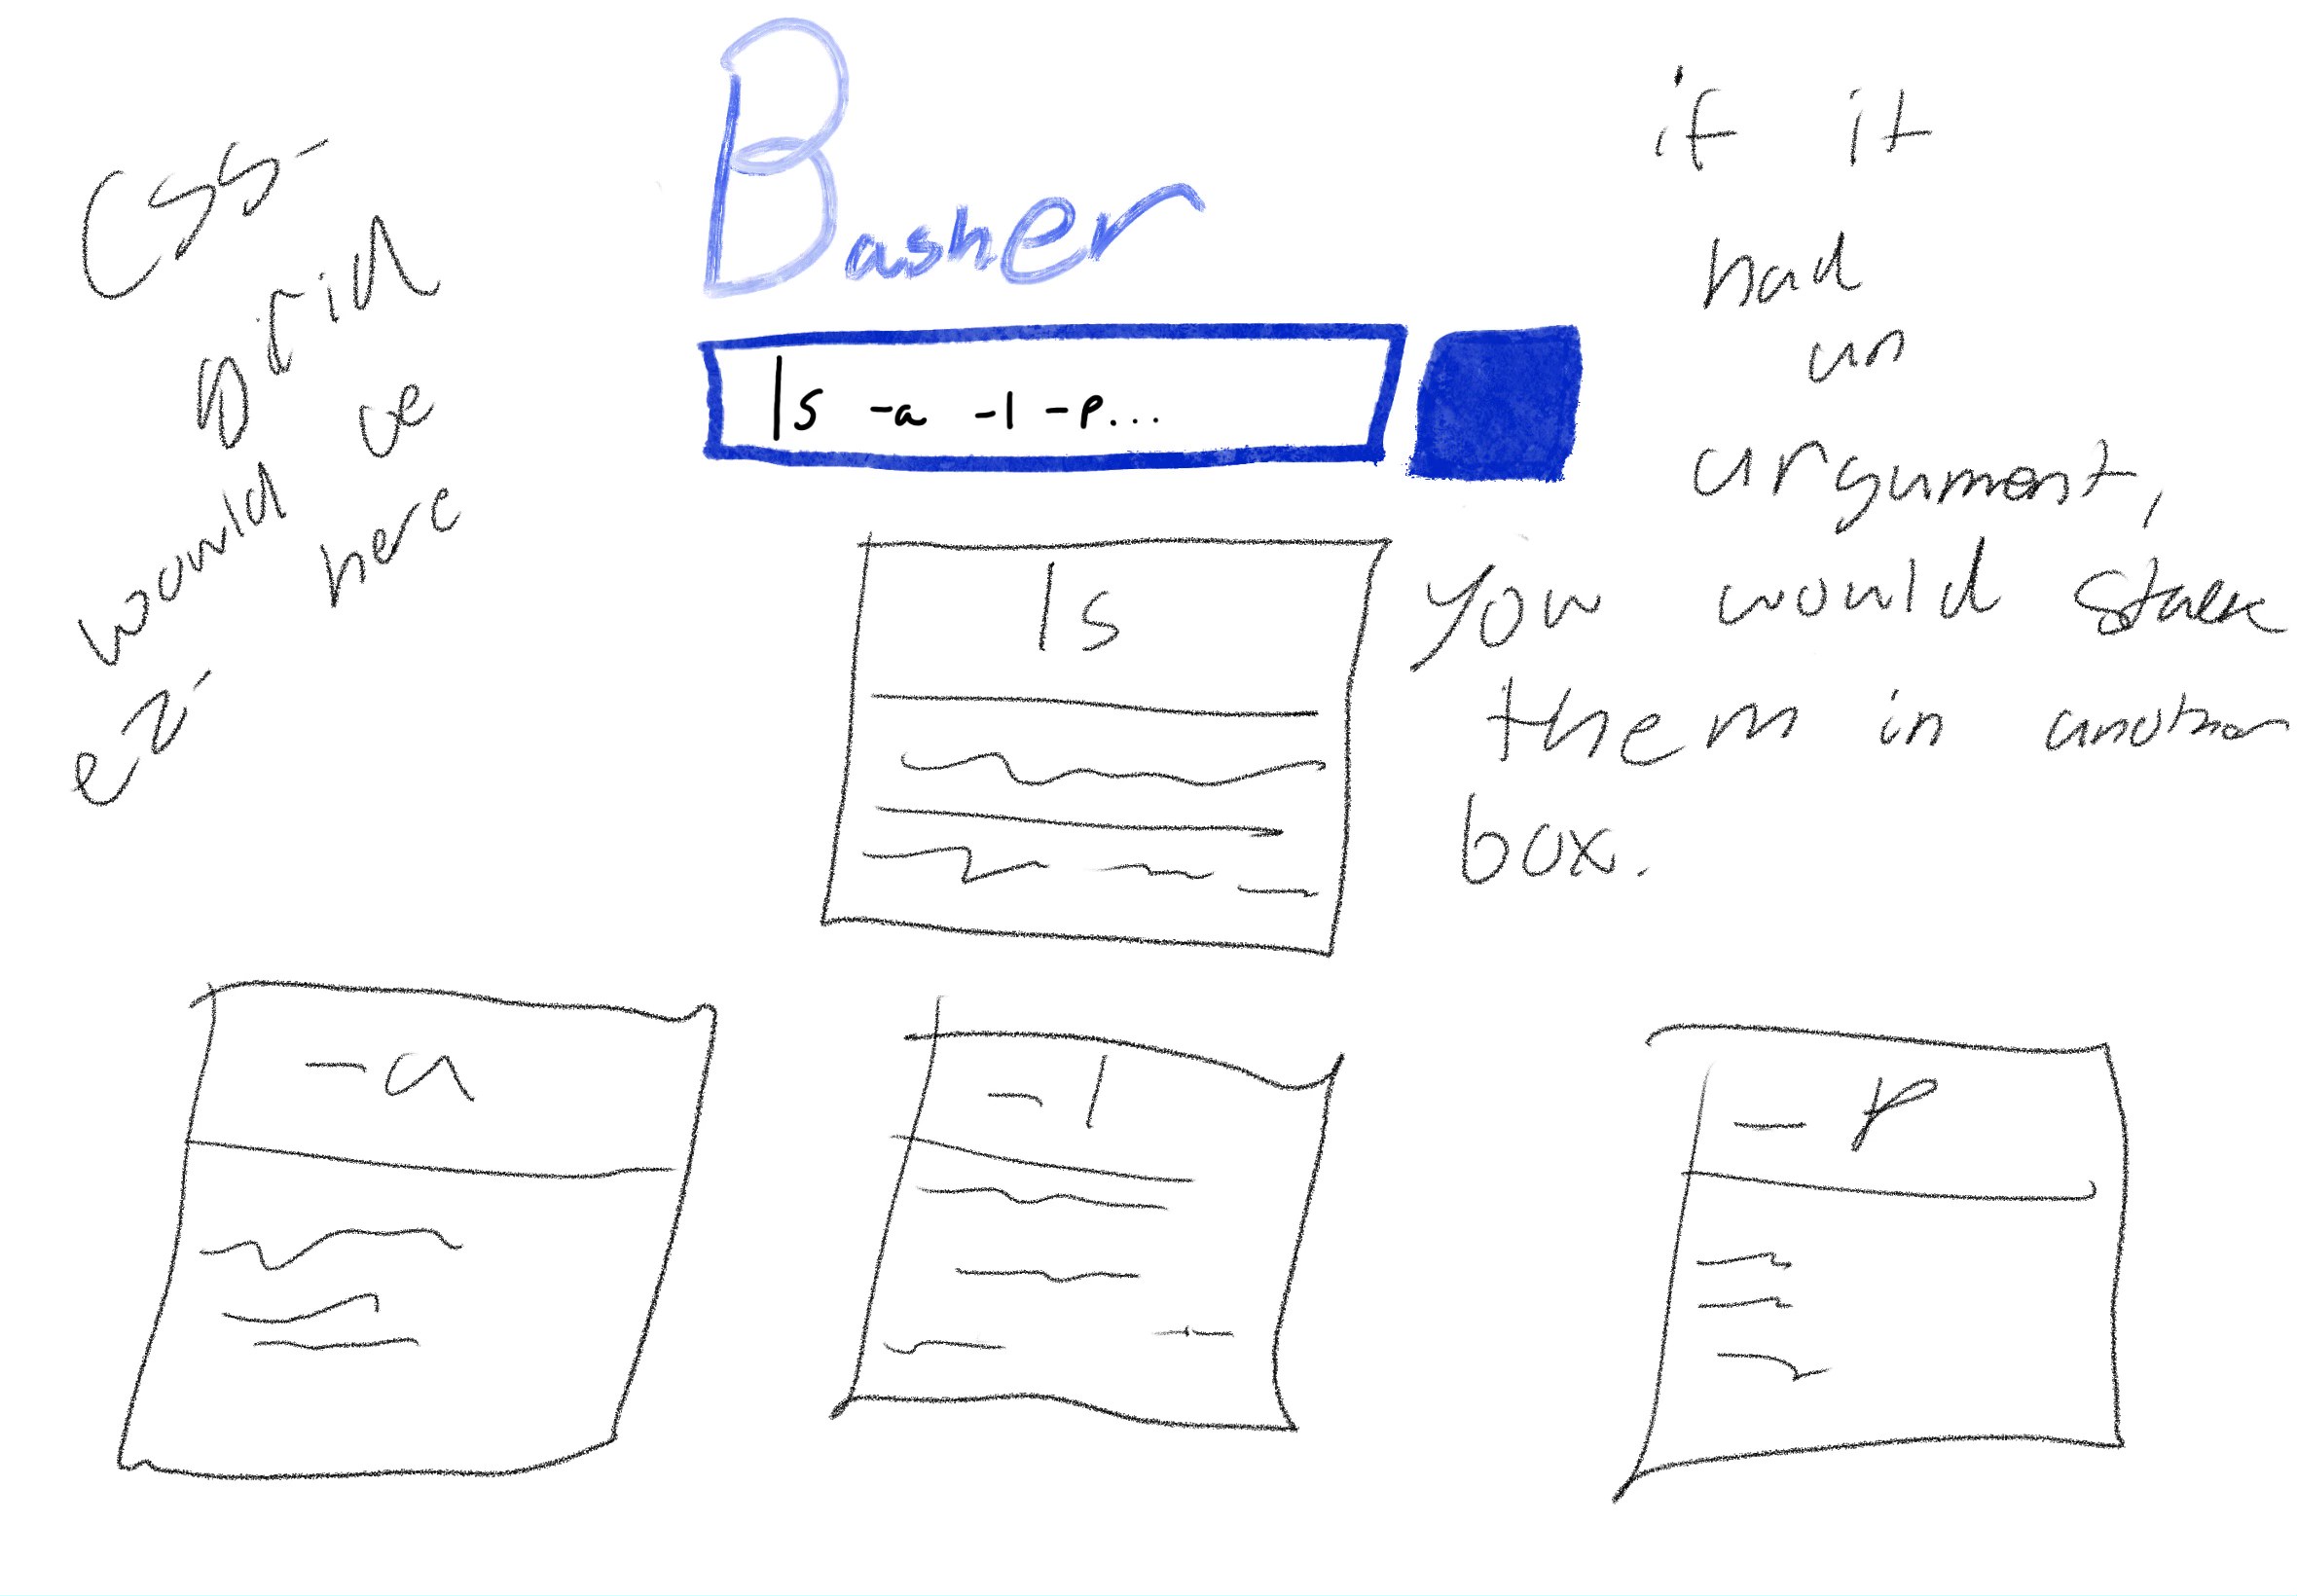 Basher
ls -a -l -p...
css-
grid
would be
here
ez-
if it
had
an
argument,
you would stack
them in another
box.
ls
-a
-l
-p